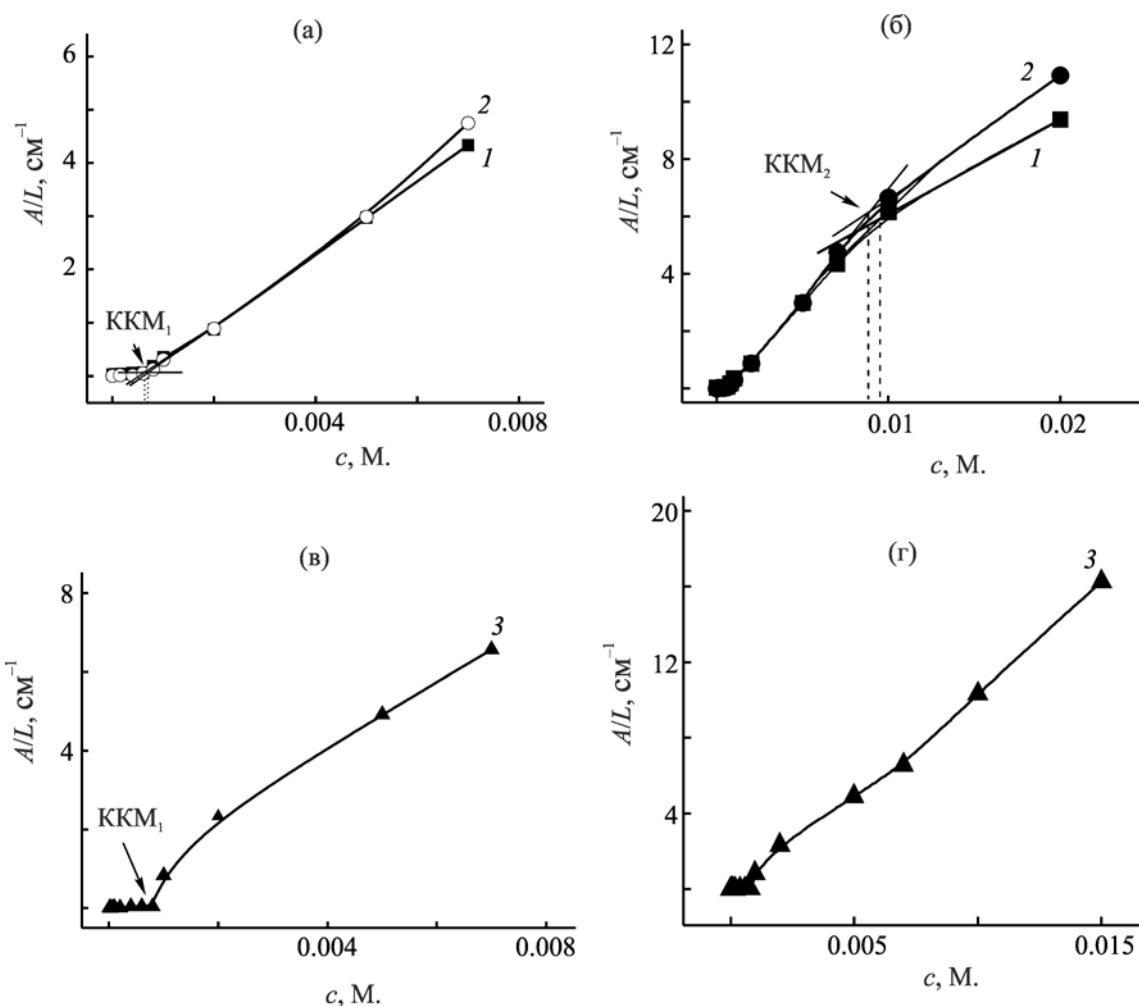 (а)
6
4
2
A/L, см⁻¹
ККМ₁
2
1
0.004
0.008
c, М.
(б)
12
8
4
A/L, см⁻¹
ККМ₂
2
1
0.01
0.02
c, М.
(в)
8
4
A/L, см⁻¹
ККМ₁
3
0.004
0.008
c, М.
(г)
20
12
4
A/L, см⁻¹
3
0.005
0.015
c, М.